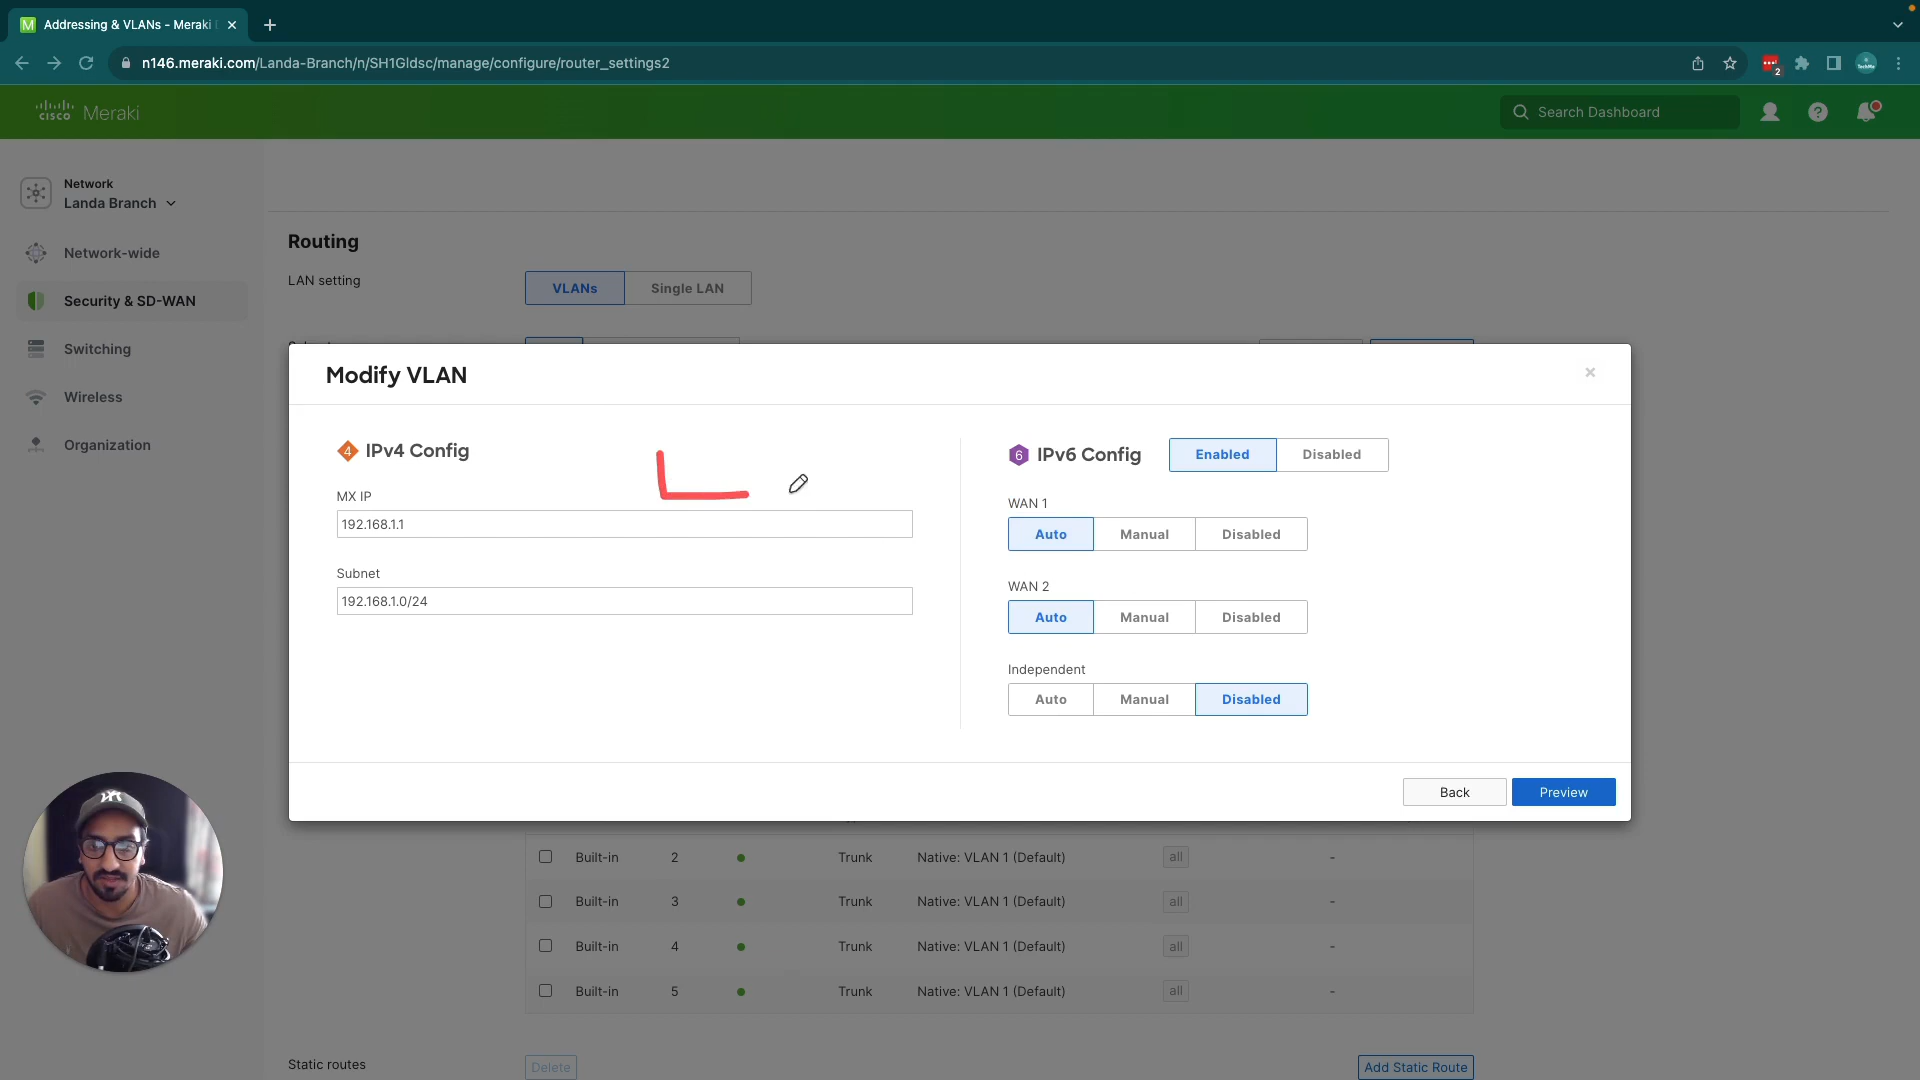 Addressing & VLANs - Meraki
n146.meraki.com/Landa-Branch/n/SH1Gldsc/manage/configure/router_settings2
2
cisco Meraki
Search Dashboard
Network
Landa Branch
Network-wide
Security & SD-WAN
Switching
Wireless
Organization
Routing
LAN setting
VLANs
Single LAN
Modify VLAN
4 IPv4 Config
MX IP
192.168.1.1
Subnet
192.168.1.0/24
6 IPv6 Config
Enabled
Disabled
WAN 1
Auto
Manual
Disabled
WAN 2
Auto
Manual
Disabled
Independent
Auto
Manual
Disabled
Back
Preview
Built-in 2 Trunk Native: VLAN 1 (Default) all -
Built-in 3 Trunk Native: VLAN 1 (Default) all -
Built-in 4 Trunk Native: VLAN 1 (Default) all -
Built-in 5 Trunk Native: VLAN 1 (Default) all -
Static routes
Delete
Add Static Route